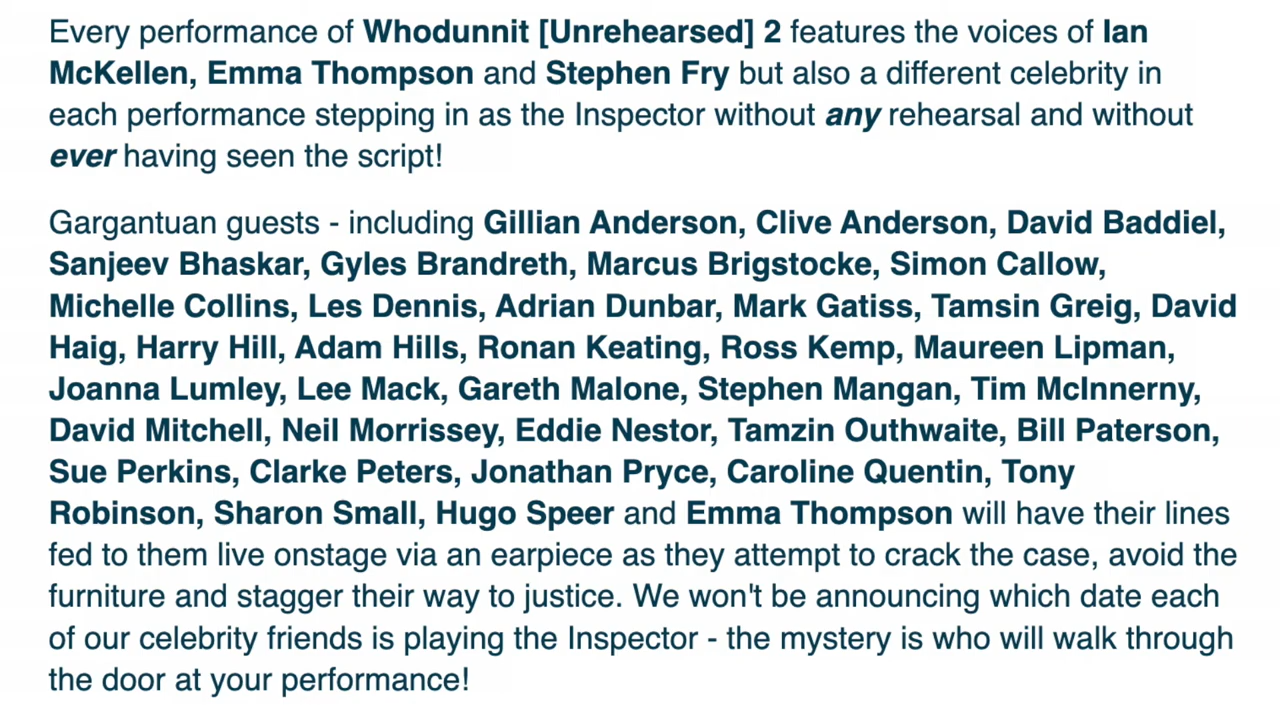 Every performance of Whodunnit [Unrehearsed] 2 features the voices of Ian
McKellen, Emma Thompson and Stephen Fry but also a different celebrity in
each performance stepping in as the Inspector without any rehearsal and without
ever having seen the script!
Gargantuan guests - including Gillian Anderson, Clive Anderson, David Baddiel,
Sanjeev Bhaskar, Gyles Brandreth, Marcus Brigstocke, Simon Callow,
Michelle Collins, Les Dennis, Adrian Dunbar, Mark Gatiss, Tamsin Greig, David
Haig, Harry Hill, Adam Hills, Ronan Keating, Ross Kemp, Maureen Lipman,
Joanna Lumley, Lee Mack, Gareth Malone, Stephen Mangan, Tim McInnerny,
David Mitchell, Neil Morrissey, Eddie Nestor, Tamzin Outhwaite, Bill Paterson,
Sue Perkins, Clarke Peters, Jonathan Pryce, Caroline Quentin, Tony
Robinson, Sharon Small, Hugo Speer and Emma Thompson will have their lines
fed to them live onstage via an earpiece as they attempt to crack the case, avoid the
furniture and stagger their way to justice. We won't be announcing which date each
of our celebrity friends is playing the Inspector - the mystery is who will walk through
the door at your performance!